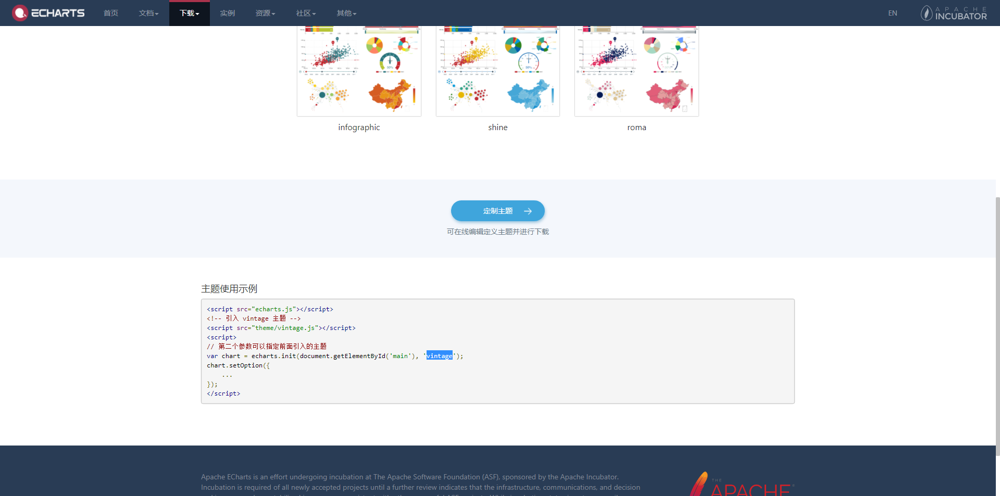 ECHARTS
首页
文档
下载
实例
资源
社区
其他
EN
APACHE
INCUBATOR
50%
50%
infographic
shine
roma
定制主题
可在线编辑定义主题并进行下载
主题使用示例
<script src="echarts.js"></script>
<!-- 引入 vintage 主题 -->
<script src="theme/vintage.js"></script>
<script>
// 第二个参数可以指定前面引入的主题
var chart = echarts.init(document.getElementById('main'), 'vintage');
chart.setOption({
    ...
});
</script>
Apache ECharts is an effort undergoing incubation at The Apache Software Foundation (ASF), sponsored by the Apache Incubator.
Incubation is required of all newly accepted projects until a further review indicates that the infrastructure, communications, and decision
THE
APACHE